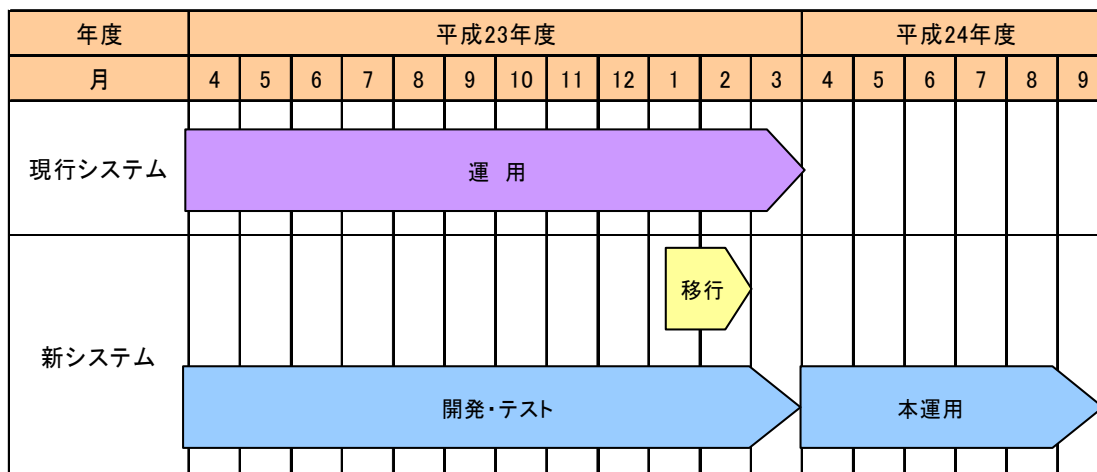 年度 平成23年度 平成24年度
月 4 5 6 7 8 9 10 11 12 1 2 3 4 5 6 7 8 9
現行システム 運 用
移行
新システム
開発・テスト 本運用